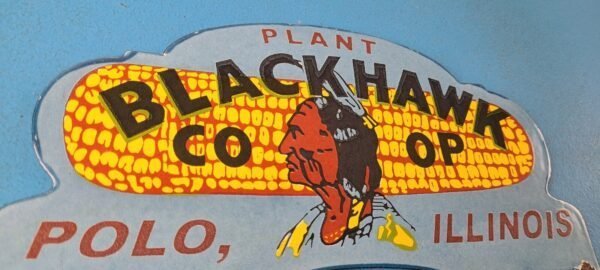 PLANT
BLACKHAWK
CO OP
POLO, ILLINOIS